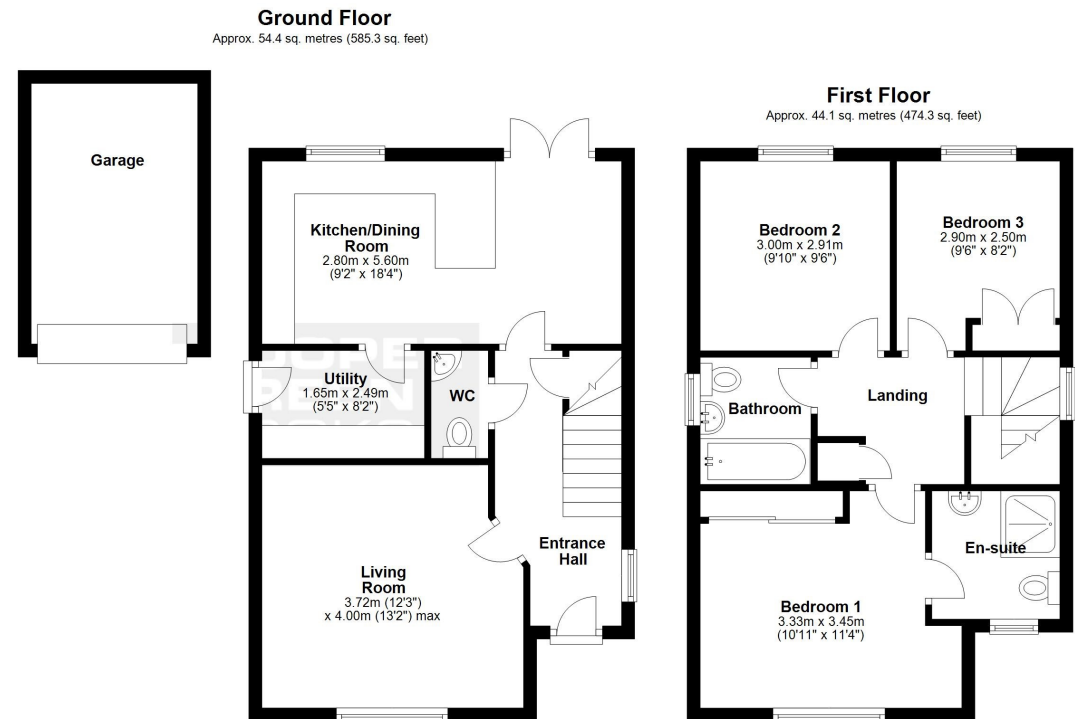 Ground Floor
Approx. 54.4 sq. metres (585.3 sq. feet)
Garage
Kitchen/Dining
Room
2.80m x 5.60m
(9'2" x 18'4")
Utility
1.65m x 2.49m
(5'5" x 8'2")
WC
Living
Room
3.72m (12'3")
x 4.00m (13'2") max
Entrance
Hall
First Floor
Approx. 44.1 sq. metres (474.3 sq. feet)
Bedroom 2
3.00m x 2.91m
(9'10" x 9'6")
Bedroom 3
2.90m x 2.50m
(9'6" x 8'2")
Bathroom
Landing
En-suite
Bedroom 1
3.33m x 3.45m
(10'11" x 11'4")